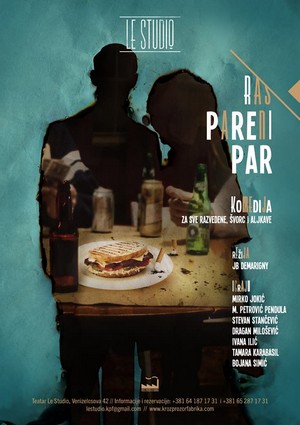 LE STUDIO
RAS
PARENI
PAR
KOMEDIJA
ZA SVE RAZVEDENE, ŠVORC I ALJKAVE
REŽIJA
JB DEMARIGNY
IGRAJU
MIRKO JOKIĆ
M. PETROVIĆ PENDULA
STEVAN STANČEVIĆ
DRAGAN MILOŠEVIĆ
IVANA ILIĆ
TAMARA KARABASIL
BOJANA SIMIĆ
Teatar Le Studio, Venizelosova 42 // Informacije i rezervacije: +381 64 187 17 31 i +381 65 287 17 31
lestudio.kpf@gmail.com // www.krozprozorfabrika.com